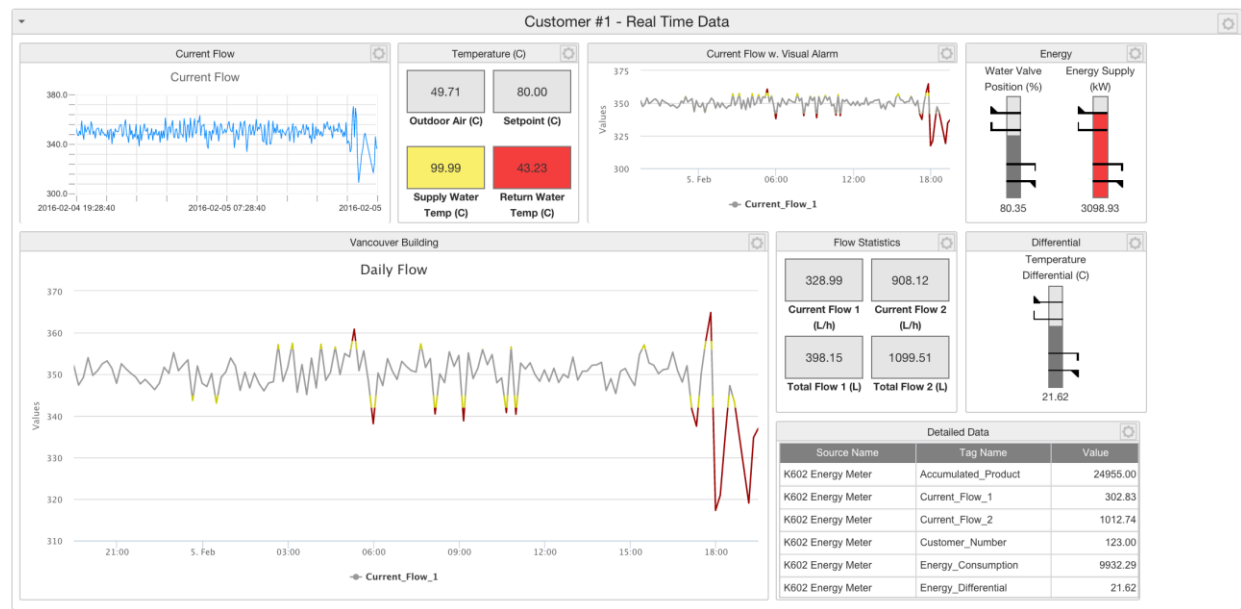 Customer #1 - Real Time Data
Current Flow
Current Flow
380.0
340.0
300.0
2016-02-04 19:28:40
2016-02-05 07:28:40
2016-02-05
Temperature (C)
49.71
80.00
Outdoor Air (C)
Setpoint (C)
99.99
43.23
Supply Water
Temp (C)
Return Water
Temp (C)
Current Flow w. Visual Alarm
Values
375
350
325
300
5. Feb
06:00
12:00
18:00
Current_Flow_1
Energy
Water Valve
Position (%)
Energy Supply
(kW)
80.35
3098.93
Vancouver Building
Daily Flow
Values
370
360
350
340
330
320
310
21:00
5. Feb
03:00
06:00
09:00
12:00
15:00
18:00
Current_Flow_1
Flow Statistics
328.99
908.12
Current Flow 1
(L/h)
Current Flow 2
(L/h)
398.15
1099.51
Total Flow 1 (L)
Total Flow 2 (L)
Differential
Temperature
Differential (C)
21.62
Detailed Data
Source Name Tag Name Value
K602 Energy Meter Accumulated_Product 24955.00
K602 Energy Meter Current_Flow_1 302.83
K602 Energy Meter Current_Flow_2 1012.74
K602 Energy Meter Customer_Number 123.00
K602 Energy Meter Energy_Consumption 9932.29
K602 Energy Meter Energy_Differential 21.62